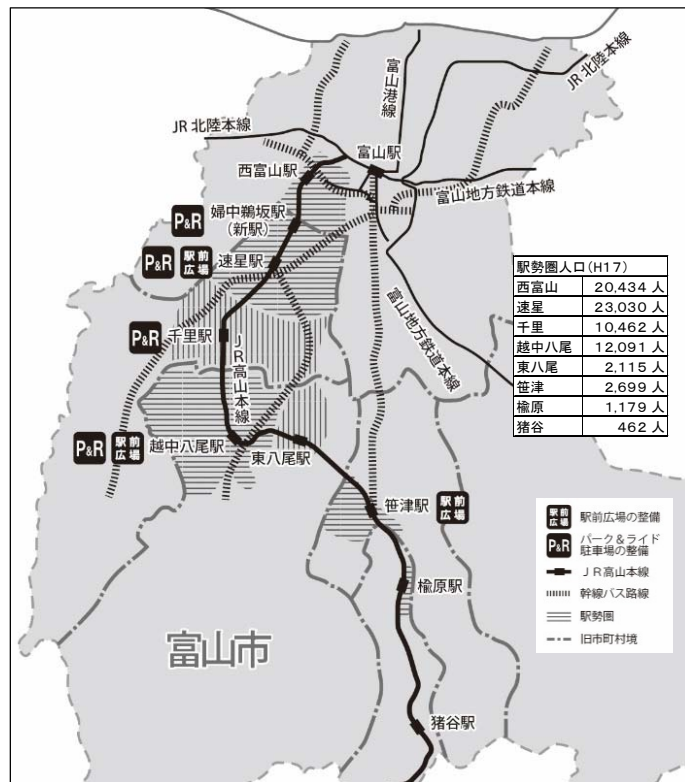 JR 北陸本線
富山港線
JR 北陸本線
富山駅
西富山駅
富山地方鉄道本線
P&R
婦中鵜坂駅
(新駅)
P&R
駅前
広場
速星駅
富山地方鉄道本線
P&R
千里駅
JR高山本線
P&R
駅前
広場
越中八尾駅
東八尾駅
笹津駅
駅前
広場
楡原駅
富山市
猪谷駅
駅勢圏人口(H17)
西富山 20,434 人
速星 23,030 人
千里 10,462 人
越中八尾 12,091 人
東八尾 2,115 人
笹津 2,699 人
楡原 1,179 人
猪谷 462 人
駅前
広場
駅前広場の整備
P&R
パーク&ライド
駐車場の整備
JR高山本線
幹線バス路線
駅勢圏
旧市町村境